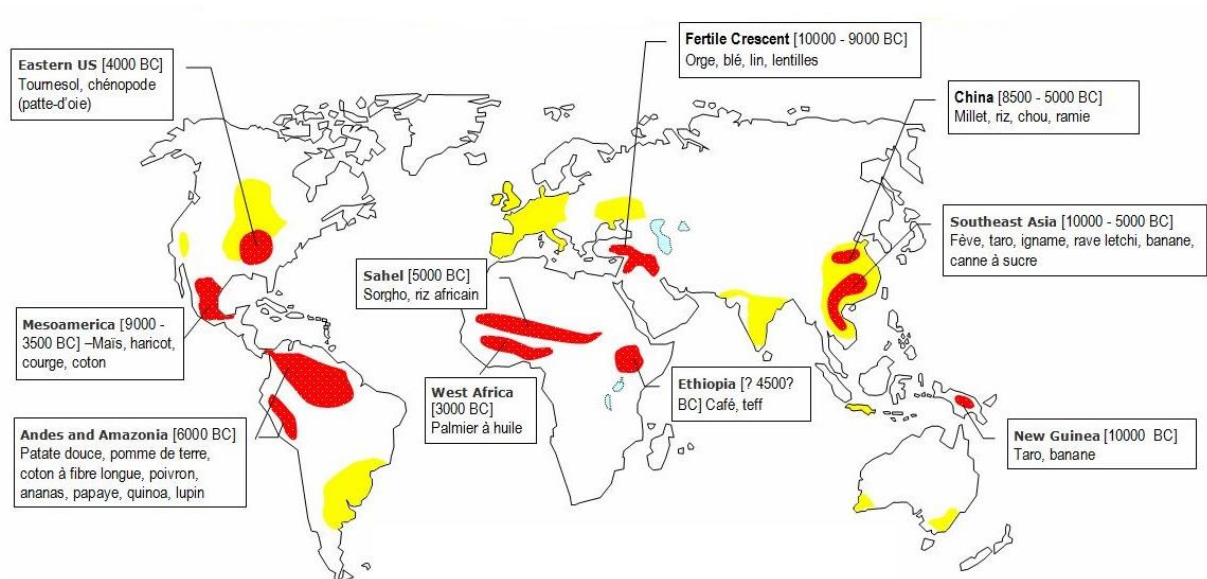 Eastern US [4000 BC]
Tournesol, chénopode
(patte-d'oie)
Fertile Crescent [10000 - 9000 BC]
Orge, blé, lin, lentilles
China [8500 - 5000 BC]
Millet, riz, chou, ramie
Southeast Asia [10000 - 5000 BC]
Fève, taro, igname, rave letchi, banane,
canne à sucre
Sahel [5000 BC]
Sorgho, riz africain
Mesoamerica [9000 -
3500 BC] –Maïs, haricot,
courge, coton
West Africa
[3000 BC]
Palmier à huile
Ethiopia [? 4500?
BC] Café, teff
Andes and Amazonia [6000 BC]
Patate douce, pomme de terre,
coton à fibre longue, poivron,
ananas, papaye, quinoa, lupin
New Guinea [10000 BC]
Taro, banane